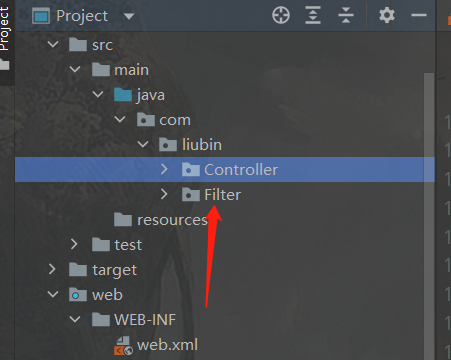 Project
Project
src
main
java
com
liubin
Controller
Filter
resources
test
target
web
WEB-INF
web.xml